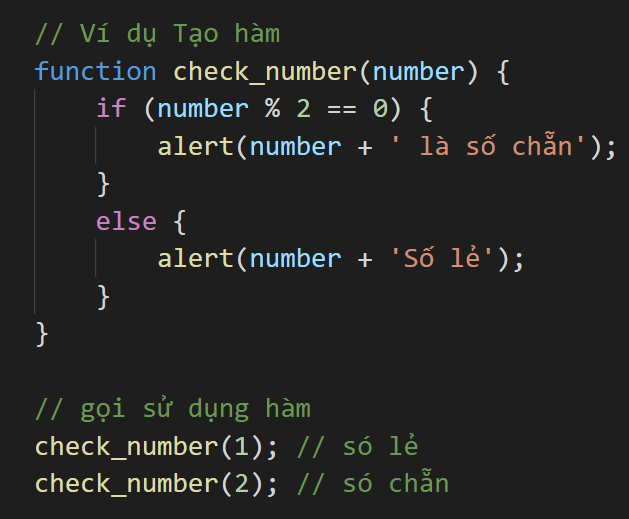 // Ví dụ Tạo hàm
function check_number(number) {
    if (number % 2 == 0) {
        alert(number + ' là số chẵn');
    }
    else {
        alert(number + 'Số lẻ');
    }
}
// gọi sử dụng hàm
check_number(1); // só lẻ
check_number(2); // só chẵn